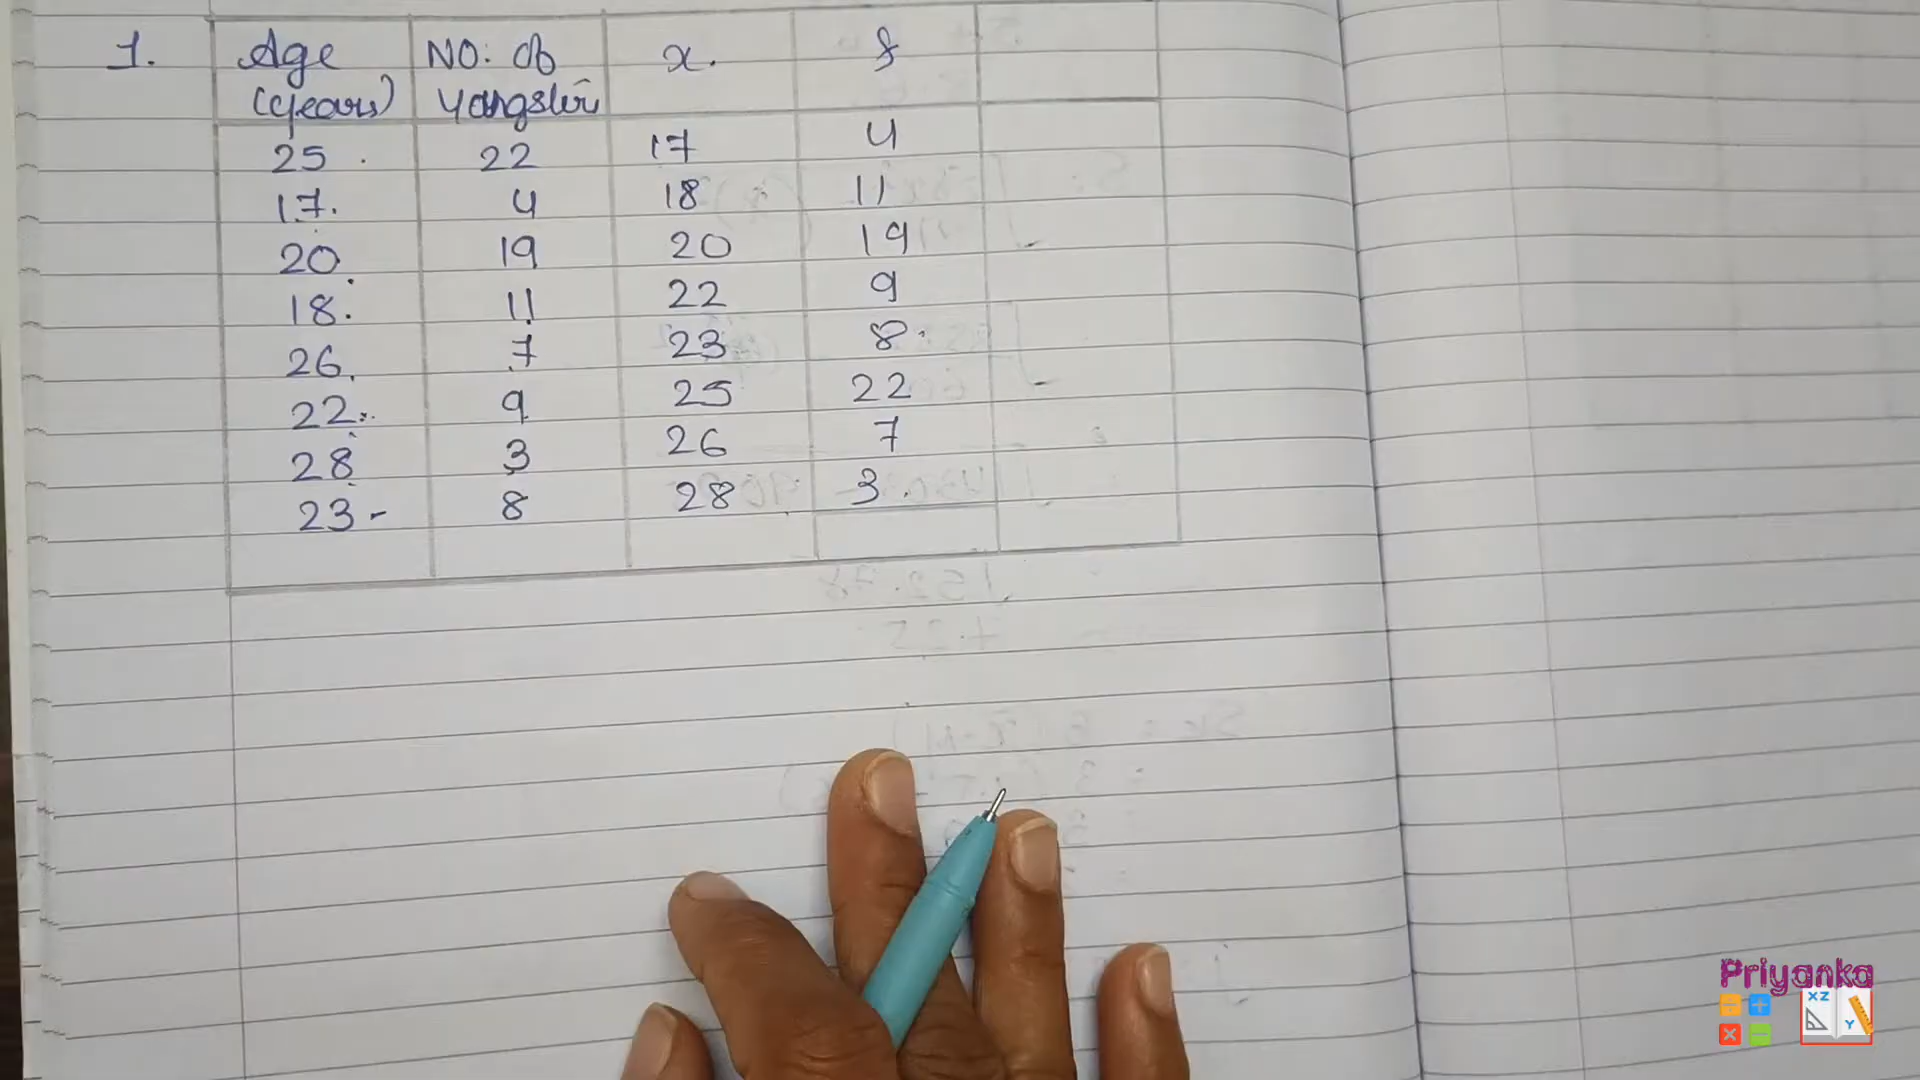 1. Age NO: of x. f
(years) Yongsters
25 22 17 4
17 4 18 11
20 19 20 19
18 11 22 9
26 7 23 8
22 9 25 22
28 3 26 7
23 8 28 3
Priyanka
XZ
Y